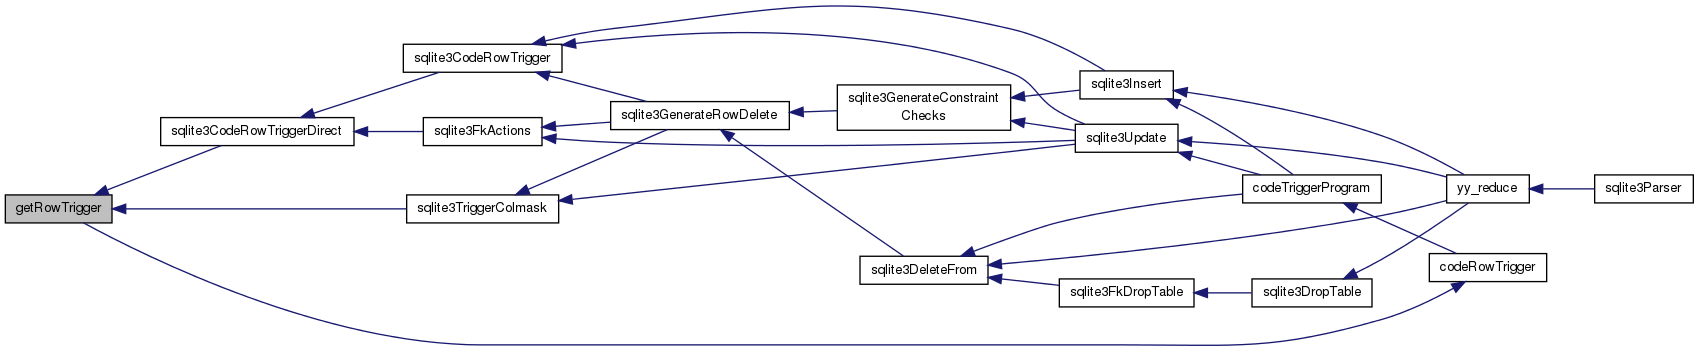 sqlite3CodeRowTrigger
sqlite3Insert
sqlite3GenerateConstraint
Checks
sqlite3GenerateRowDelete
sqlite3CodeRowTriggerDirect
sqlite3FkActions
sqlite3Update
codeTriggerProgram
yy_reduce
sqlite3Parser
getRowTrigger
sqlite3TriggerColmask
sqlite3DeleteFrom
codeRowTrigger
sqlite3FkDropTable
sqlite3DropTable